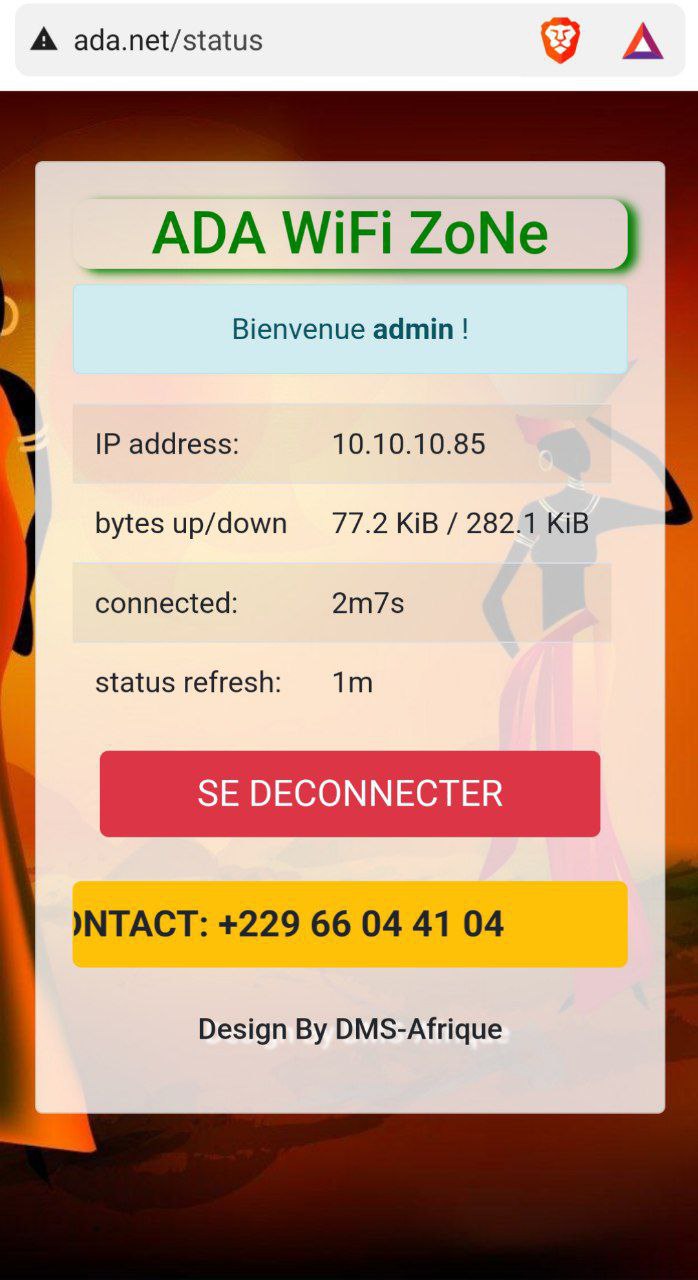 ada.net/status
ADA WiFi ZoNe
Bienvenue admin !
IP address: 10.10.10.85
bytes up/down 77.2 KiB / 282.1 KiB
connected: 2m7s
status refresh: 1m
SE DECONNECTER
ONTACT: +229 66 04 41 04
Design By DMS-Afrique